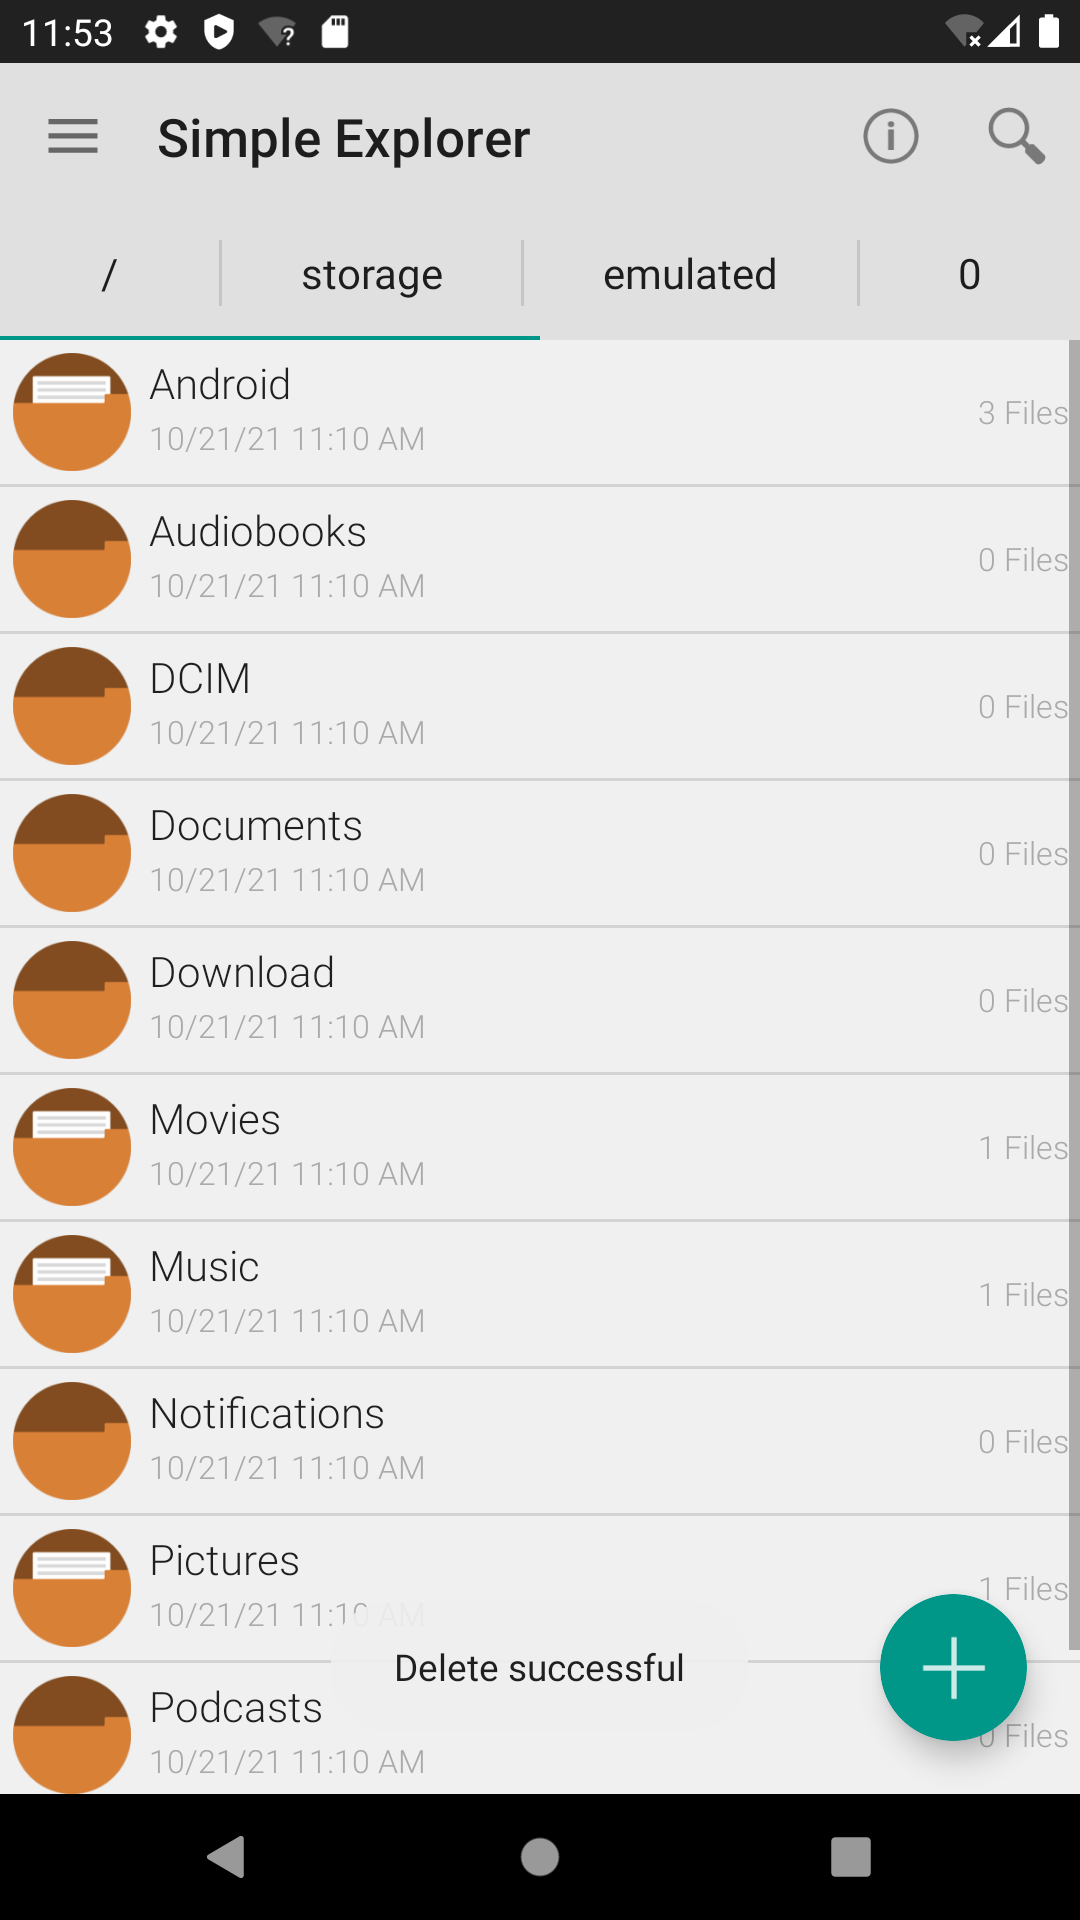 11:53
Simple Explorer
/ storage emulated 0
Android
10/21/21 11:10 AM
3 Files
Audiobooks
10/21/21 11:10 AM
0 Files
DCIM
10/21/21 11:10 AM
0 Files
Documents
10/21/21 11:10 AM
0 Files
Download
10/21/21 11:10 AM
0 Files
Movies
10/21/21 11:10 AM
1 Files
Music
10/21/21 11:10 AM
1 Files
Notifications
10/21/21 11:10 AM
0 Files
Pictures
10/21/21 11:10 AM
1 Files
Delete successful
Podcasts
10/21/21 11:10 AM
0 Files